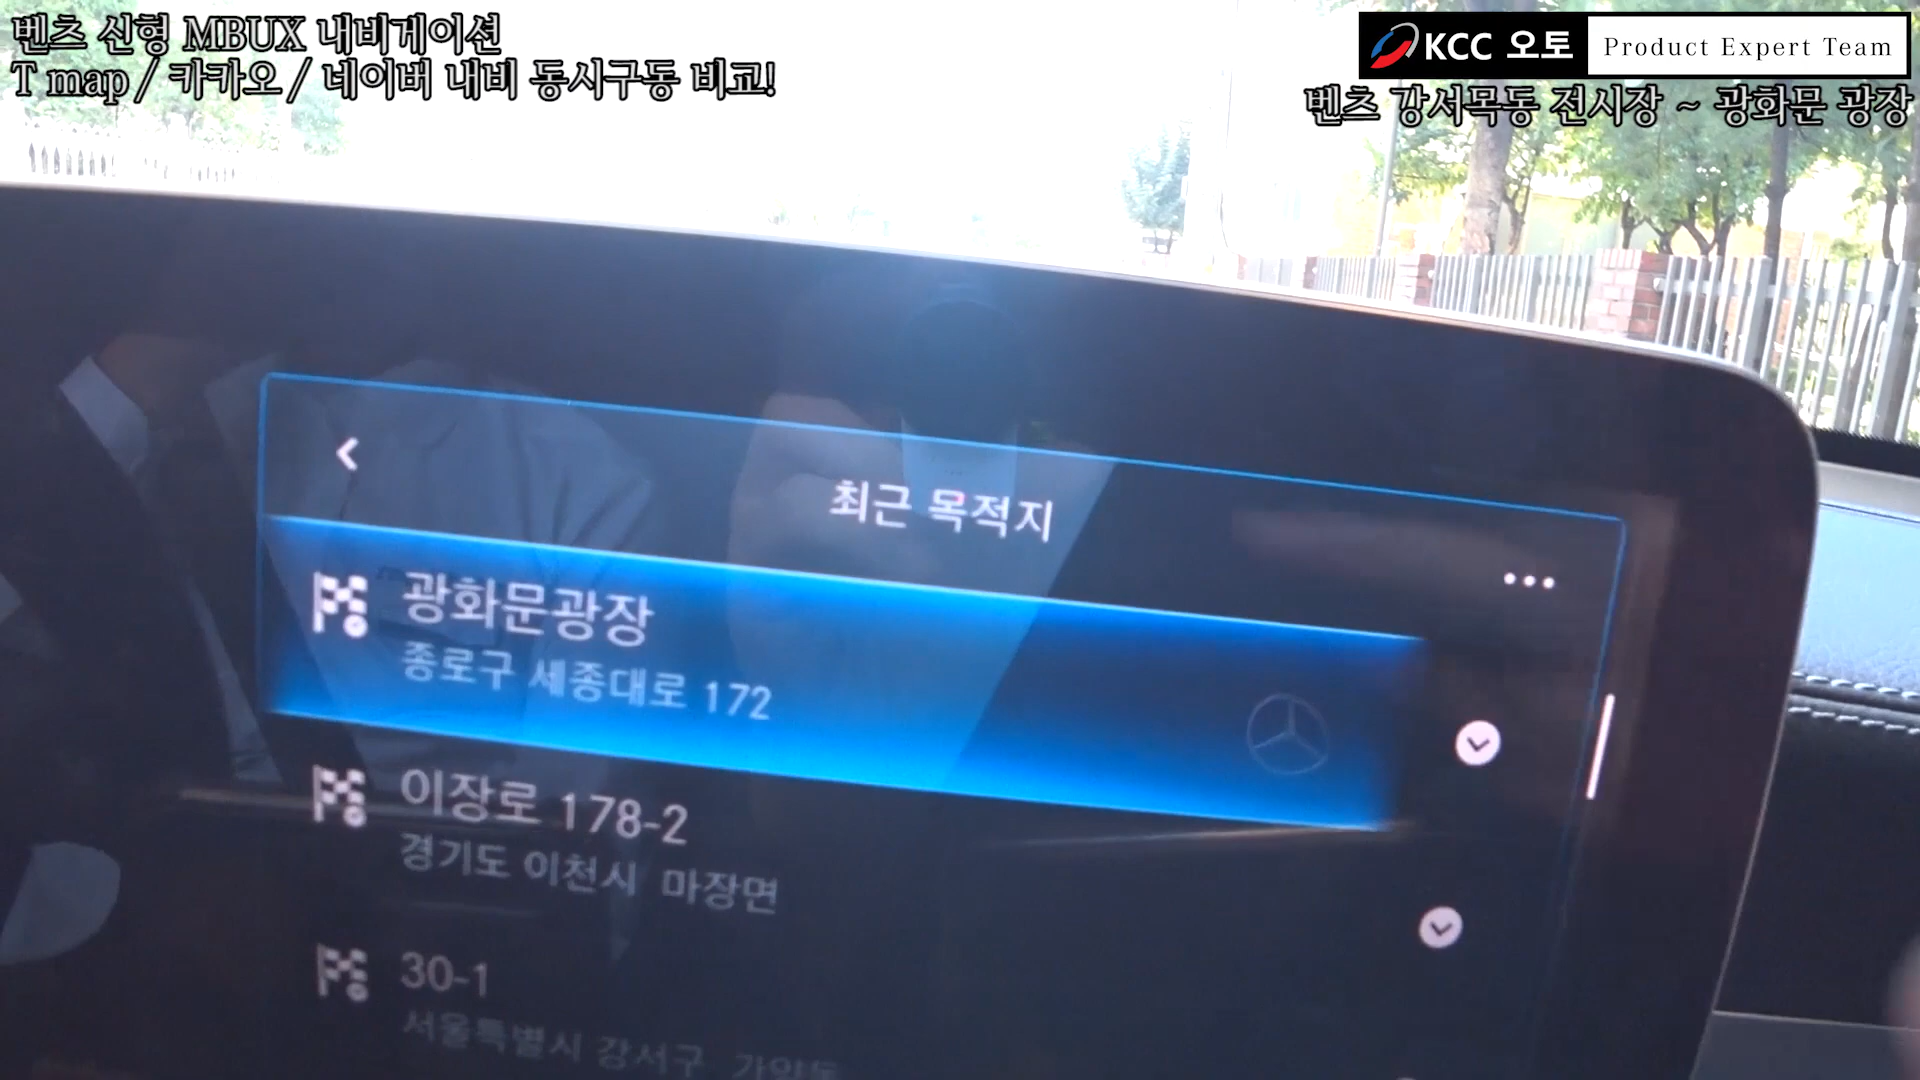 벤츠 신형 MBUX 내비게이션
T map / 카카오 / 네이버 내비 동시구동 비교!
KCC 오토 Product Expert Team
벤츠 강서목동 전시장 ~ 광화문 광장
최근 목적지
광화문광장
종로구 세종대로 172
이장로 178-2
경기도 이천시 마장면
30-1
서울특별시 강서구